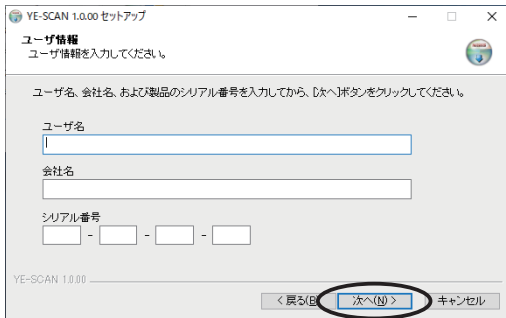 YE-SCAN 1.0.00 セットアップ
ユーザ情報
ユーザ情報を入力してください。
ユーザ名、会社名、および製品のシリアル番号を入力してから、[次へ]ボタンをクリックしてください。
ユーザ名
会社名
シリアル番号
- - -
YE-SCAN 1.0.00
< 戻る(B 次へ(N) > キャンセル